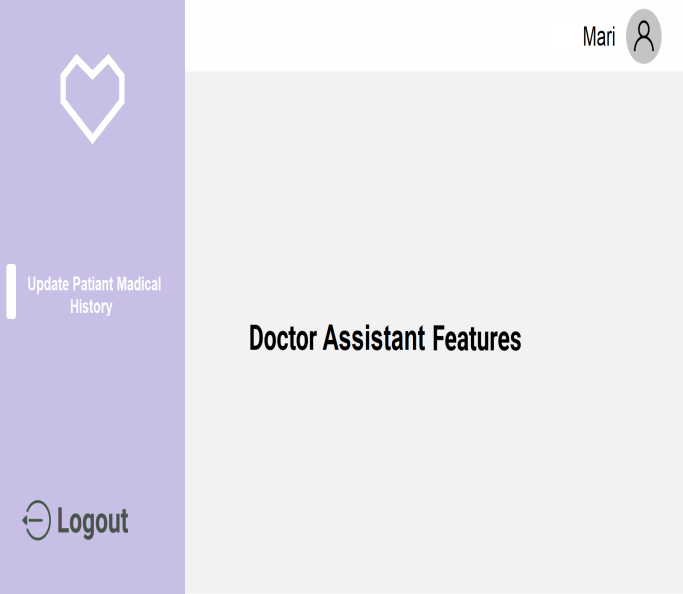 Mari
Update Patiant Madical
History
Doctor Assistant Features
Logout